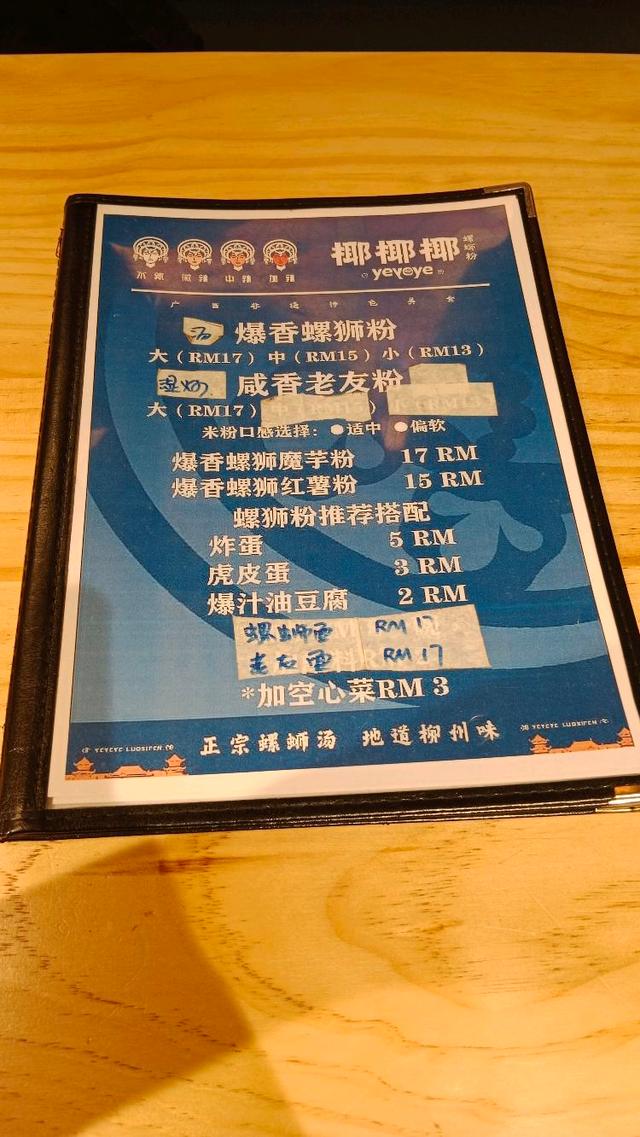 不辣 微辣 中辣 加辣
椰椰椰 螺蛳粉
yeyeye
广西非遗特色美食
汤 爆香螺狮粉
大（RM17）中（RM15）小（RM13）
湿炒 咸香老友粉
大（RM17）
米粉口感选择：●适中 ●偏软
爆香螺狮魔芋粉 17 RM
爆香螺狮红薯粉 15 RM
螺狮粉推荐搭配
炸蛋 5 RM
虎皮蛋 3 RM
爆汁油豆腐 2 RM
螺蛳面 RM 17
老友面 RM 17
*加空心菜RM 3
正宗螺蛳汤 地道柳州味
YEYEYE LUOSIFEN
YEYEYE LUOSIFEN